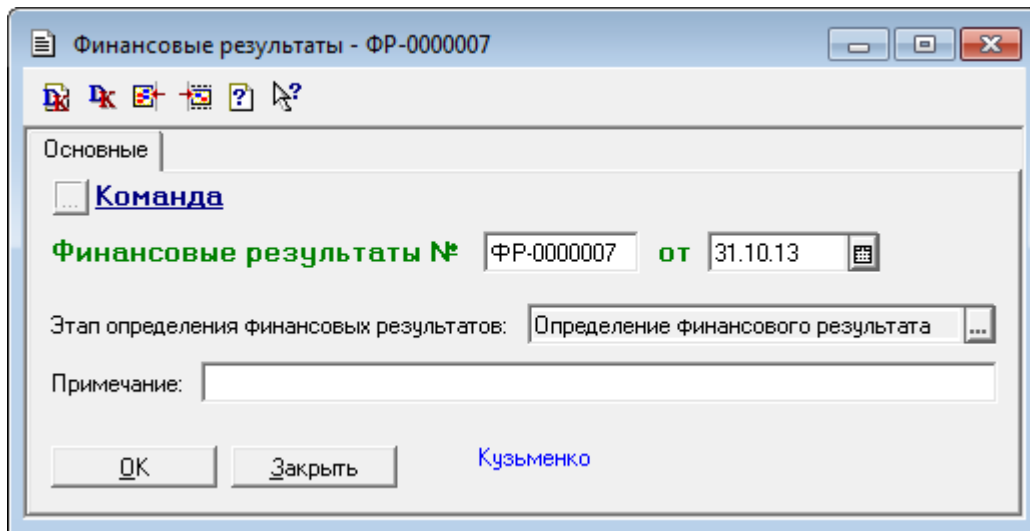 Финансовые результаты - ФР-0000007
Основные
... Команда
Финансовые результаты № ФР-0000007 от 31.10.13
Этап определения финансовых результатов: Определение финансового результата ...
Примечание:
OK Закрыть Кузьменко